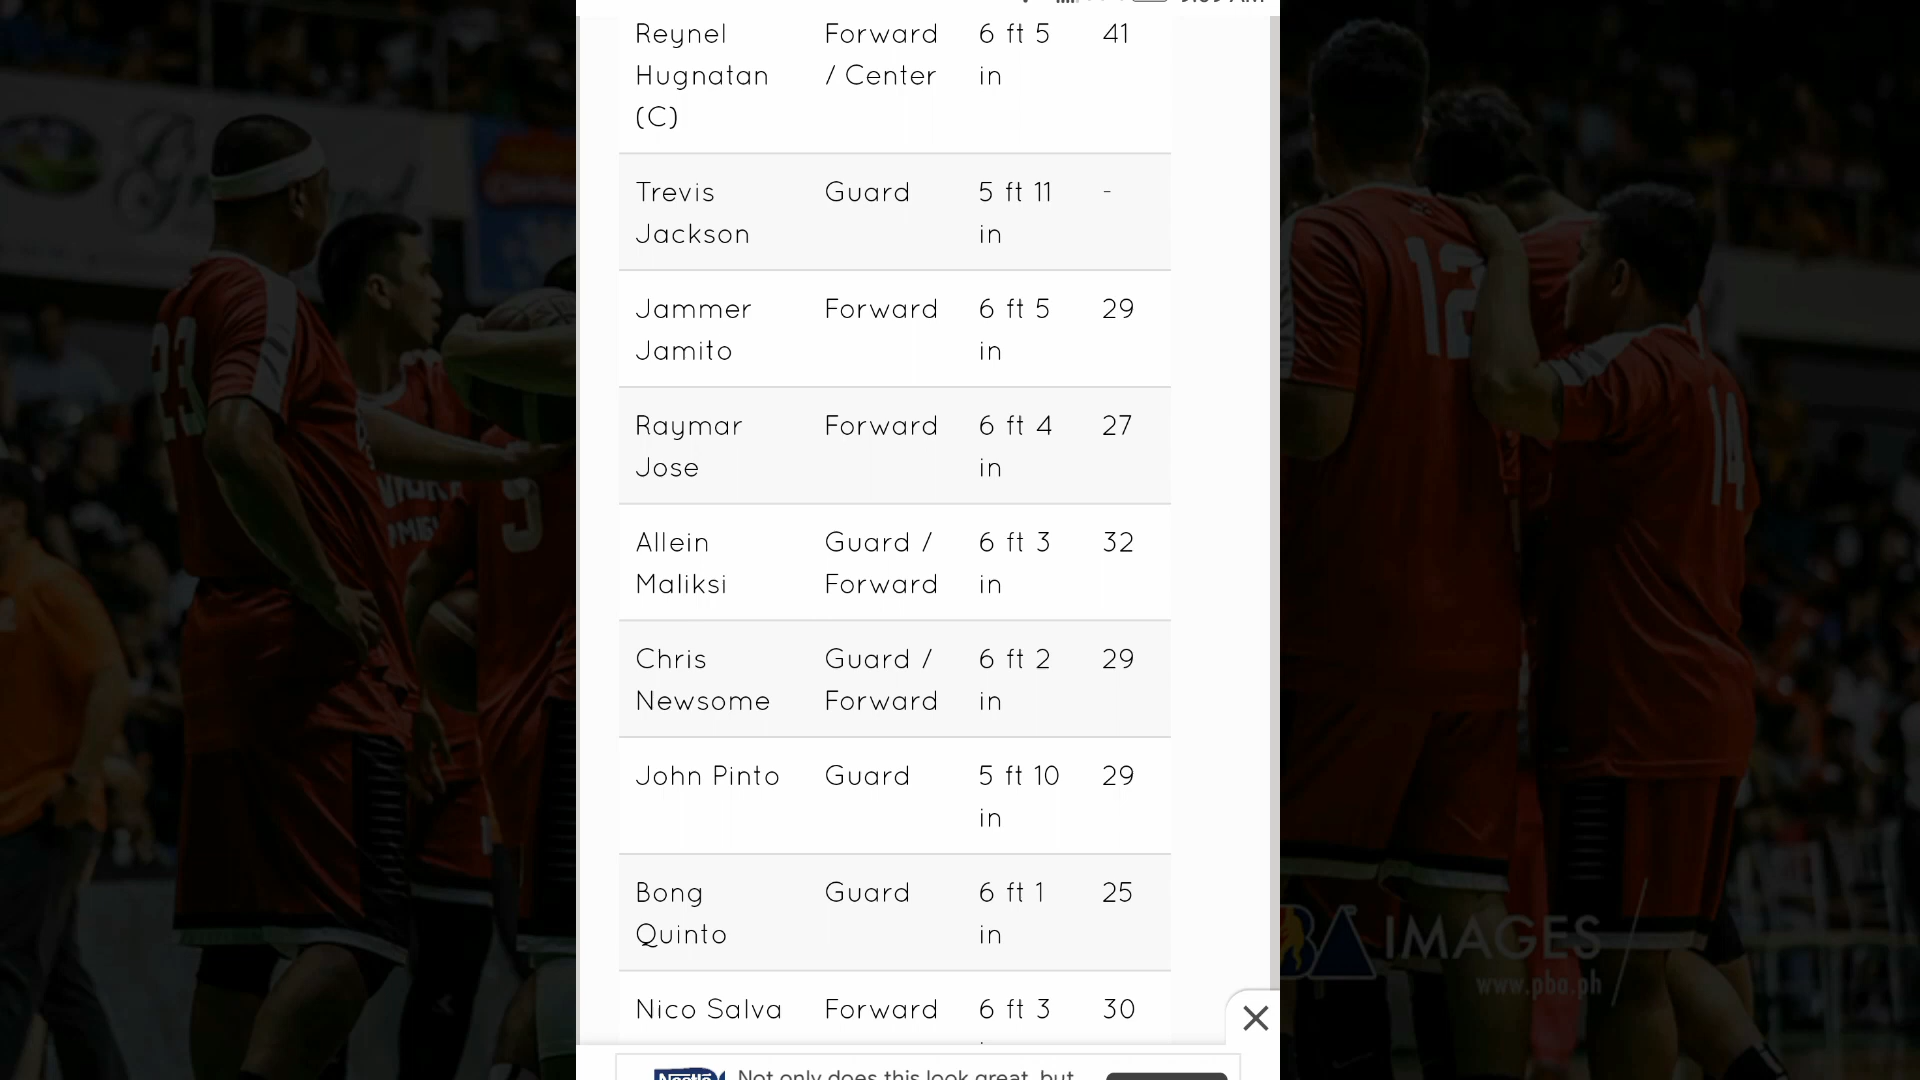 Reynel Hugnatan (C) Forward / Center 6 ft 5 in 41
Trevis Jackson Guard 5 ft 11 in -
Jammer Jamito Forward 6 ft 5 in 29
Raymar Jose Forward 6 ft 4 in 27
Allein Maliksi Guard / Forward 6 ft 3 in 32
Chris Newsome Guard / Forward 6 ft 2 in 29
John Pinto Guard 5 ft 10 in 29
Bong Quinto Guard 6 ft 1 in 25
Nico Salva Forward 6 ft 3 30
Nestlé Not only does this look great, but
23
12
14
IMAGES
www.pba.ph